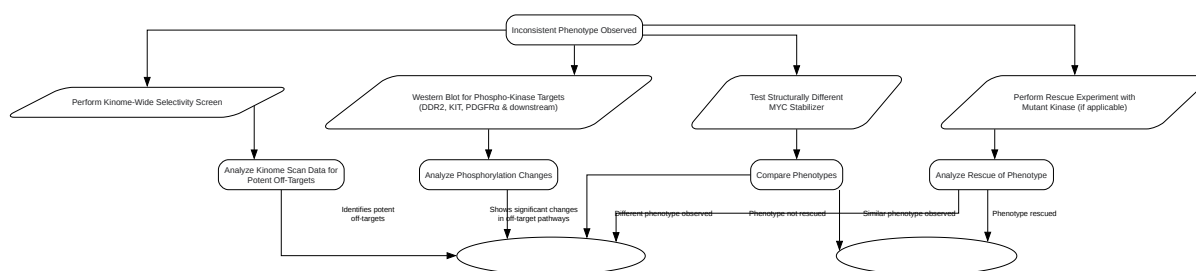 Inconsistent Phenotype Observed
Perform Kinome-Wide Selectivity Screen
Western Blot for Phospho-Kinase Targets
(DDR2, KIT, PDGFRα & downstream)
Test Structurally Different
MYC Stabilizer
Perform Rescue Experiment with
Mutant Kinase (if applicable)
Analyze Kinome Scan Data for
Potent Off-Targets
Analyze Phosphorylation Changes
Compare Phenotypes
Analyze Rescue of Phenotype
Identifies potent
off-targets
Shows significant changes
in off-target pathways
Different phenotype observed
Phenotype not rescued
Similar phenotype observed
Phenotype rescued